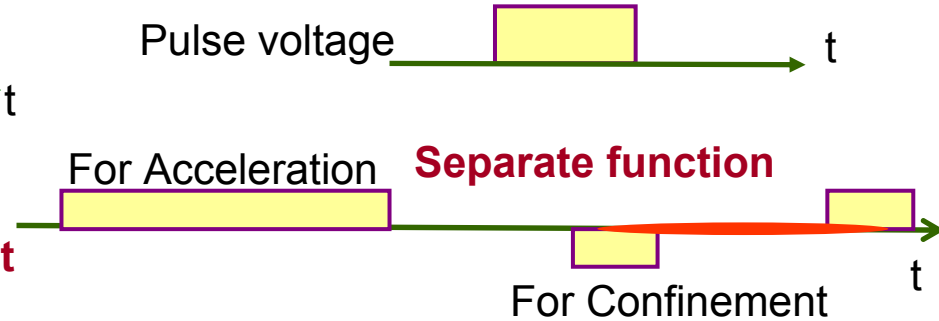 Pulse voltage
t
t
For Acceleration
Separate function
t
t
For Confinement